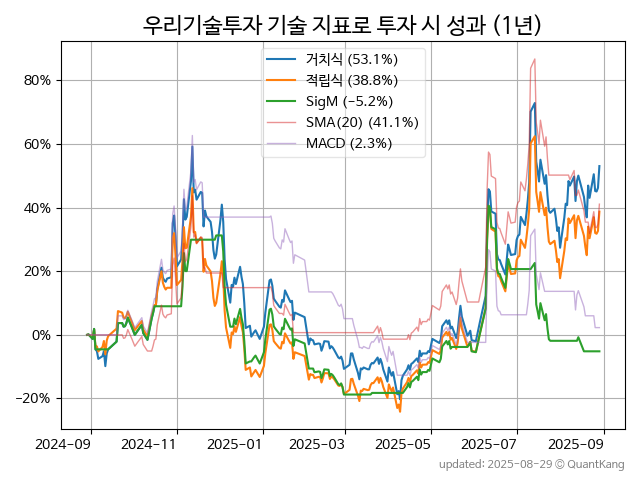 우리기술투자 기술 지표로 투자 시 성과 (1년)
거치식 (53.1%)
적립식 (38.8%)
SigM (−5.2%)
SMA(20) (41.1%)
MACD (2.3%)
80%
60%
40%
20%
0%
−20%
2024-09 2024-11 2025-01 2025-03 2025-05 2025-07 2025-09
updated: 2025-08-29 © QuantKang